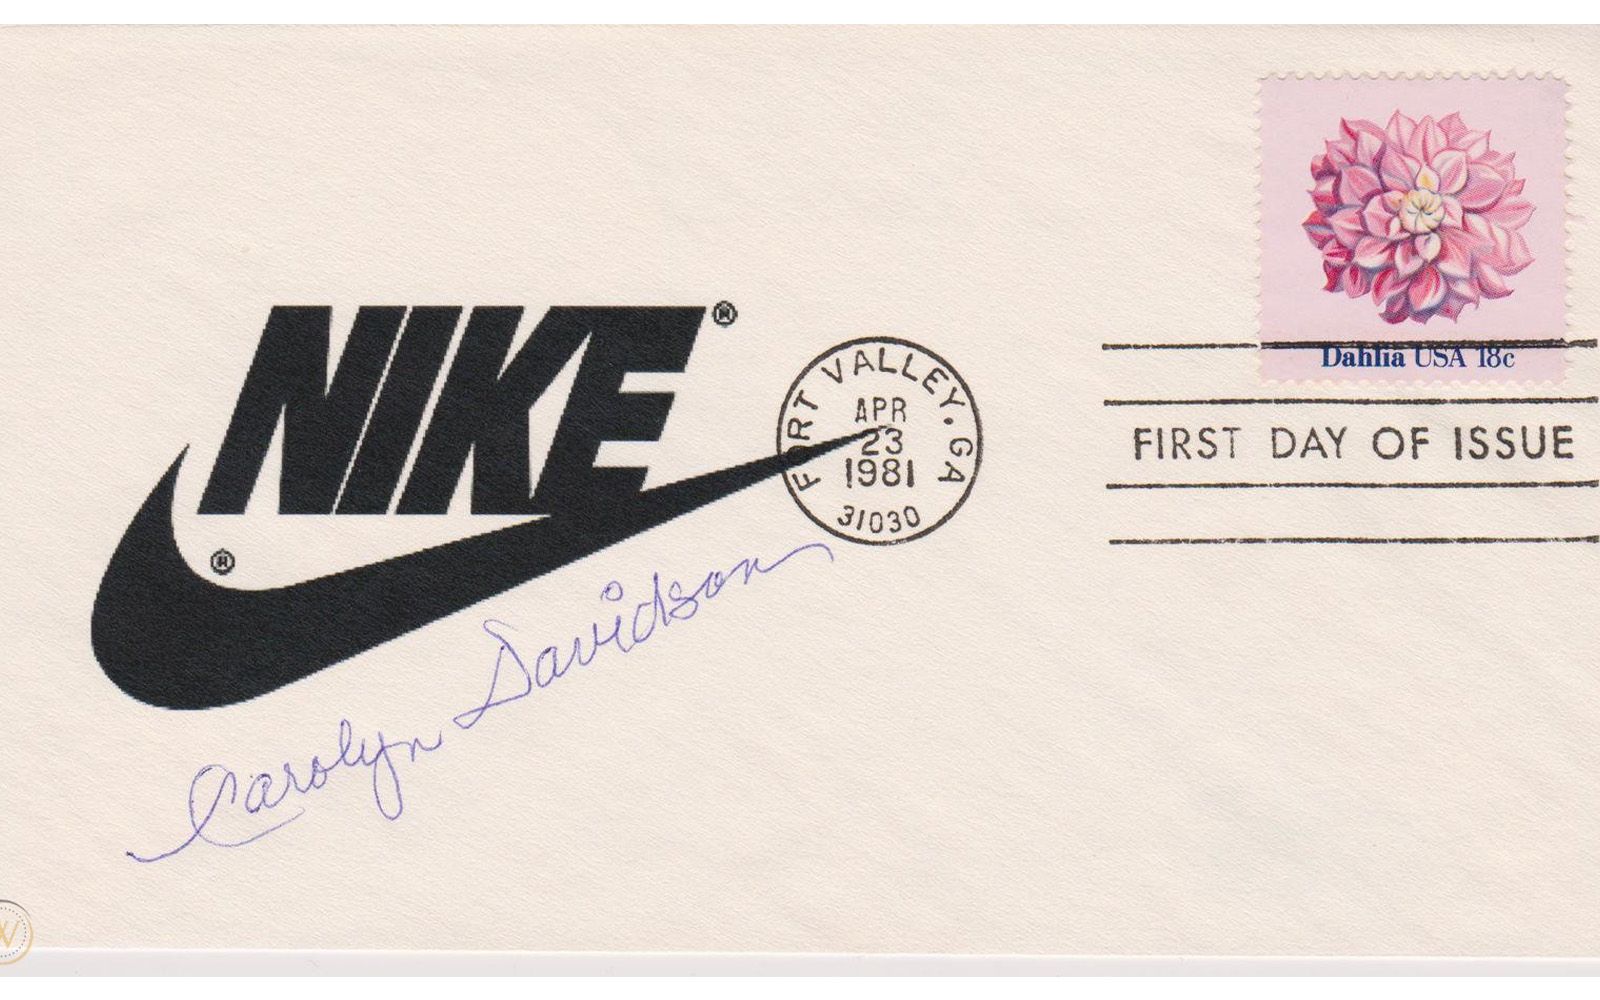 Dahlia USA 18c
NIKE®
®
FORT VALLEY, GA
APR
23
1981
31030
FIRST DAY OF ISSUE
Carolyn Davidson
W